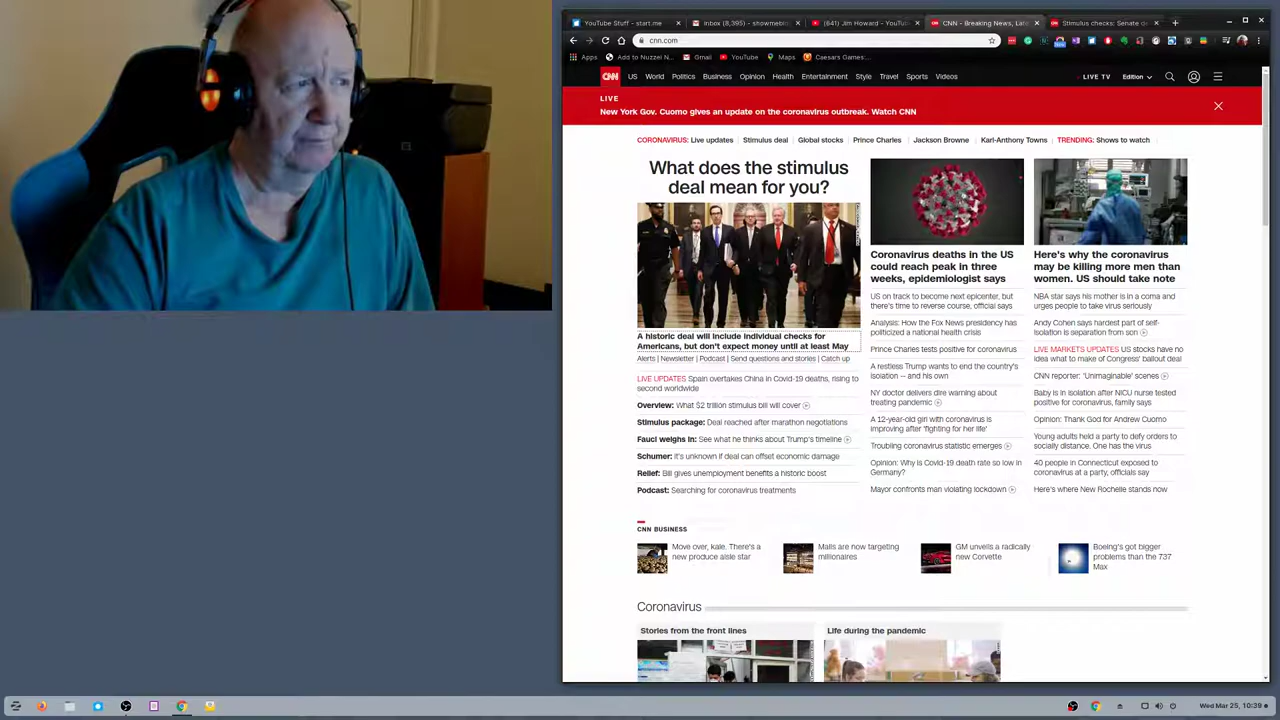 YouTube Stuff - start.me
Inbox (8,395) - showmebi
(641) Jim Howard - YouTu
CNN - Breaking News, Lat
Stimulus checks: Senate d
cnn.com
Apps
Add to Nuzzel N
Gmail
YouTube
Maps
Caesars Games:...
CNN US World Politics Business Opinion Health Entertainment Style Travel Sports Videos
LIVE TV Edition
LIVE
New York Gov. Cuomo gives an update on the coronavirus outbreak. Watch CNN
CORONAVIRUS: Live updates Stimulus deal Global stocks Prince Charles Jackson Browne Karl-Anthony Towns TRENDING: Shows to watch
What does the stimulus
deal mean for you?
A historic deal will include individual checks for
Americans, but don't expect money until at least May
Alerts | Newsletter | Podcast | Send questions and stories | Catch up
LIVE UPDATES Spain overtakes China in Covid-19 deaths, rising to
second worldwide
Overview: What $2 trillion stimulus bill will cover
Stimulus package: Deal reached after marathon negotiations
Fauci weighs in: See what he thinks about Trump's timeline
Schumer: It's unknown if deal can offset economic damage
Relief: Bill gives unemployment benefits a historic boost
Podcast: Searching for coronavirus treatments
Coronavirus deaths in the US
could reach peak in three
weeks, epidemiologist says
US on track to become next epicenter, but
there's time to reverse course, official says
Analysis: How the Fox News presidency has
politicized a national health crisis
Prince Charles tests positive for coronavirus
A restless Trump wants to end the country's
isolation -- and his own
NY doctor delivers dire warning about
treating pandemic
A 12-year-old girl with coronavirus is
improving after 'fighting for her life'
Troubling coronavirus statistic emerges
Opinion: Why is Covid-19 death rate so low in
Germany?
Mayor confronts man violating lockdown
Here's why the coronavirus
may be killing more men than
women. US should take note
NBA star says his mother is in a coma and
urges people to take virus seriously
Andy Cohen says hardest part of self-
isolation is separation from son
LIVE MARKETS UPDATES US stocks have no
idea what to make of Congress' bailout deal
CNN reporter: 'Unimaginable' scenes
Baby is in isolation after NICU nurse tested
positive for coronavirus, family says
Opinion: Thank God for Andrew Cuomo
Young adults held a party to defy orders to
socially distance. One has the virus
40 people in Connecticut exposed to
coronavirus at a party, officials say
Here's where New Rochelle stands now
CNN BUSINESS
Move over, kale. There's a
new produce aisle star
Malls are now targeting
millionaires
GM unveils a radically
new Corvette
Boeing's got bigger
problems than the 737
Max
Coronavirus
Stories from the front lines
Life during the pandemic
Wed Mar 25, 10:39